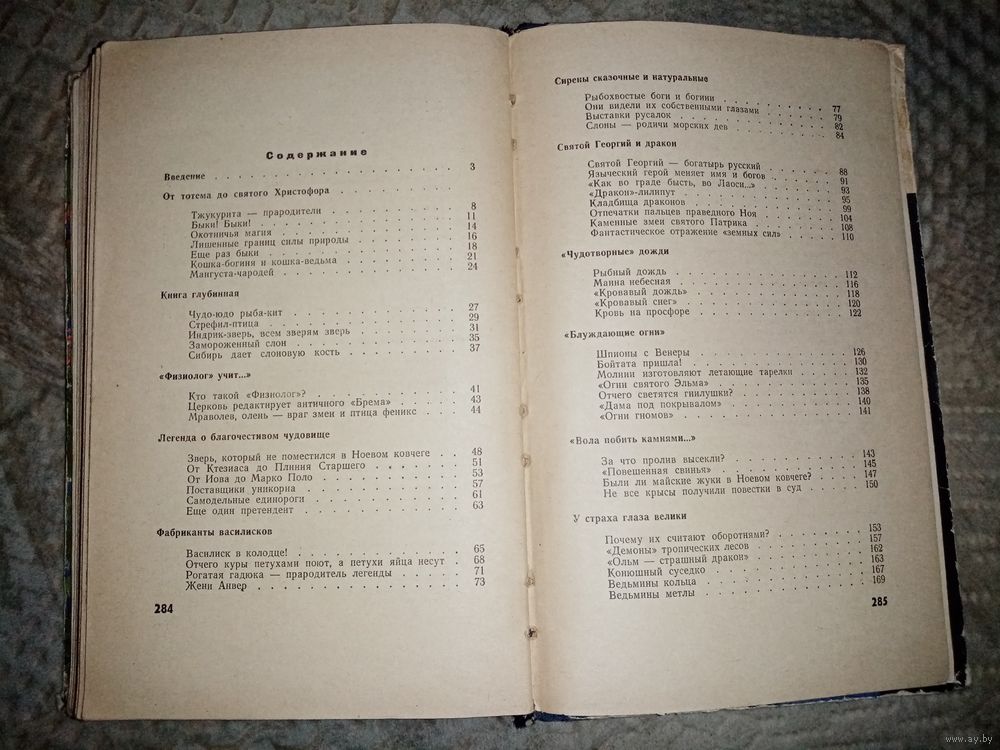 Содержание
Введение . . . . . . . . . . . . . . . . . . 3
От тотема до святого Христофора . . . . . . . .
Тжукурита — прародители . . . . . . . . . 8
Быки! Быки! . . . . . . . . . . . . . . 11
Охотничья магия . . . . . . . . . . . . 14
Лишенные границ силы природы . . . . . . 16
Еще раз быки . . . . . . . . . . . . . 18
Кошка-богиня и кошка-ведьма . . . . . . . 21
Мангуста-чародей . . . . . . . . . . . . 24
Книга глубинная
Чудо-юдо рыба-кит . . . . . . . . . . . 27
Стрефил-птица . . . . . . . . . . . . . 29
Индрик-зверь, всем зверям зверь . . . . . . 31
Замороженный слон . . . . . . . . . . . 35
Сибирь дает слоновую кость . . . . . . . 37
«Физиолог» учит...»
Кто такой «Физиолог»? . . . . . . . . . . 41
Церковь редактирует античного «Брема» . . . 43
Мраволев, олень — враг змеи и птица феникс . 44
Легенда о благочестивом чудовище
Зверь, который не поместился в Ноевом ковчеге . . 48
От Ктезиаса до Плиния Старшего . . . . . . 51
От Иова до Марко Поло . . . . . . . . . 53
Поставщики уникорна . . . . . . . . . . 57
Самодельные единороги . . . . . . . . . 61
Еще один претендент . . . . . . . . . . 63
Фабриканты василисков
Василиск в колодце! . . . . . . . . . . . 65
Отчего куры петухами поют, а петухи яйца несут . 68
Рогатая гадюка — прародитель легенды . . . . 71
Жени Анвер . . . . . . . . . . . . . . 73
284
Сирены сказочные и натуральные
Рыбохвостые боги и богини . . . . . . . . 77
Они видели их собственными глазами . . . . . 79
Выставки русалок . . . . . . . . . . . . 82
Слоны — родичи морских дев . . . . . . . 84
Святой Георгий и дракон
Святой Георгий — богатырь русский . . . . . 88
Языческий герой меняет имя и богов . . . . . 91
«Как во граде бысть, во Лаоси...» . . . . . . 93
«Дракон»-лилипут . . . . . . . . . . . . 95
Кладбища драконов . . . . . . . . . . . 99
Отпечатки пальцев праведного Ноя . . . . . 104
Каменные змеи святого Патрика . . . . . . 108
Фантастическое отражение «земных сил» . . . 110
«Чудотворные» дожди
Рыбный дождь . . . . . . . . . . . . . 112
Манна небесная . . . . . . . . . . . . 116
«Кровавый дождь» . . . . . . . . . . . 118
«Кровавый снег» . . . . . . . . . . . . 120
Кровь на просфоре . . . . . . . . . . . 122
«Блуждающие огни»
Шпионы с Венеры . . . . . . . . . . . . 126
Бойтата пришла! . . . . . . . . . . . . 130
Молнии изготовляют летающие тарелки . . . . 132
«Огни святого Эльма» . . . . . . . . . . 135
Отчего светятся гнилушки? . . . . . . . . 138
«Дама под покрывалом» . . . . . . . . . 140
«Огни гномов» . . . . . . . . . . . . . 141
«Вола побить камнями...»
За что пролив высекли? . . . . . . . . . 143
«Повешенная свинья» . . . . . . . . . . 145
Были ли майские жуки в Ноевом ковчеге? . . . 147
Не все крысы получили повестки в суд . . . . 150
У страха глаза велики
Почему их считают оборотнями? . . . . . . 153
«Демоны» тропических лесов . . . . . . . 157
«Ольм — страшный дракон» . . . . . . . . 162
Конюшный суседко . . . . . . . . . . . 163
Ведьмины кольца . . . . . . . . . . . . 167
Ведьмины метлы . . . . . . . . . . . . 169
285
www.ay.by